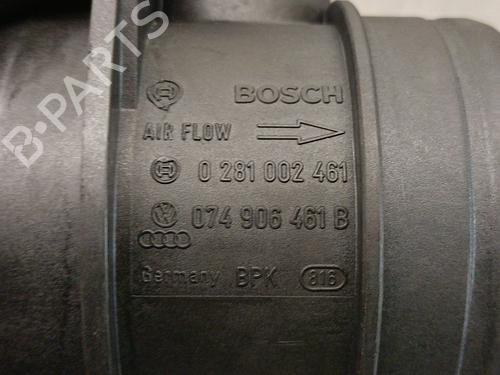 BOSCH
AIR FLOW
0 281 002 461
074 906 461 B
Germany BPK 816
B-PARTS